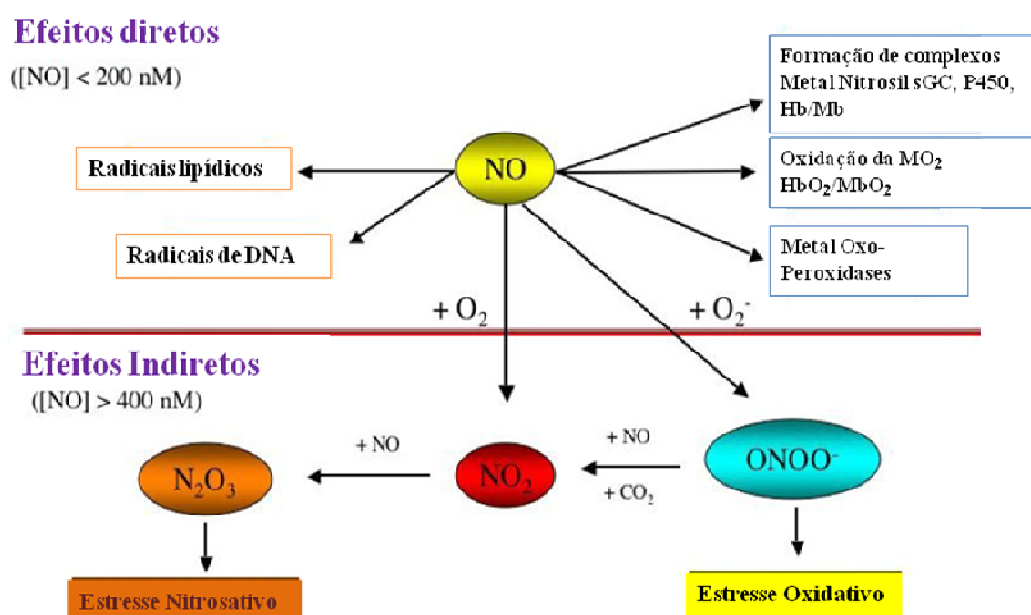 Efeitos diretos
([NO] < 200 nM)
Formação de complexos
Metal Nitrosil sGC, P450,
Hb/Mb
Radicais lipídicos
NO
Oxidação da MO₂
HbO₂/MbO₂
Radicais de DNA
Metal Oxo-
Peroxidases
+ O₂
+ O₂⁻
Efeitos Indiretos
([NO] > 400 nM)
+ NO
+ NO
N₂O₃
NO₂
ONOO⁻
+ CO₂
Estresse Nitrosativo
Estresse Oxidativo